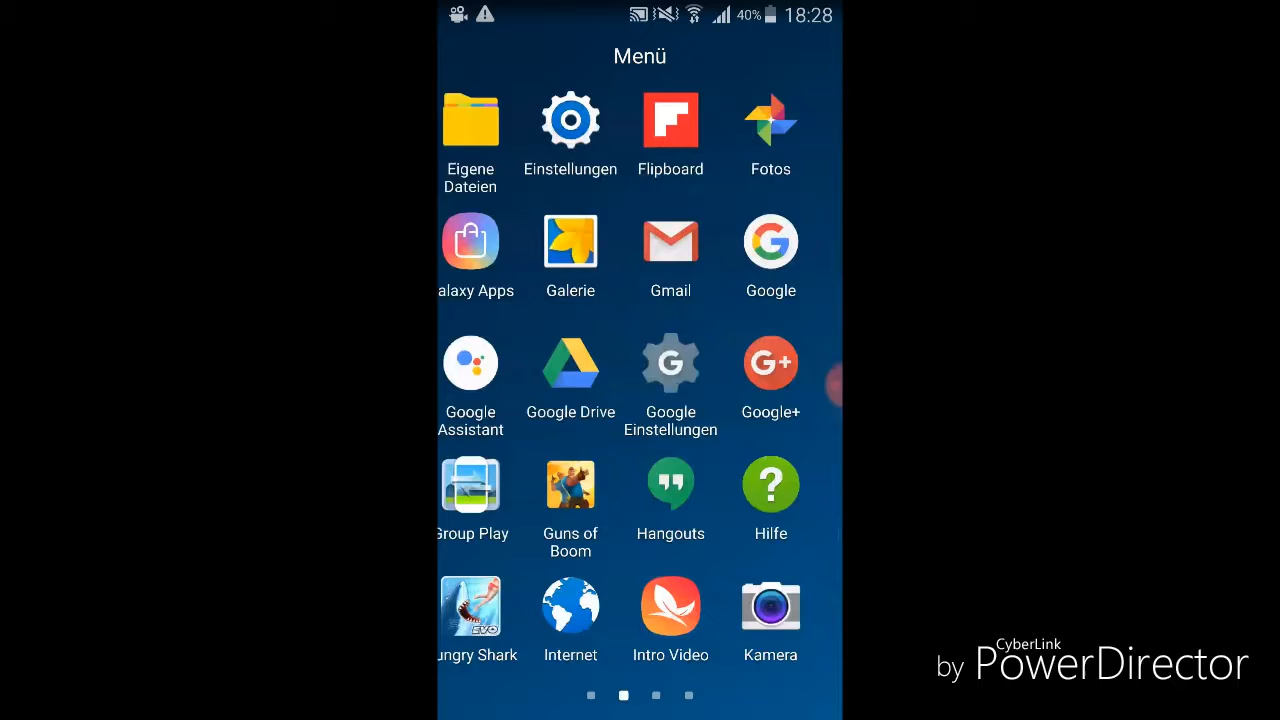 40% 18:28
Menü
Eigene Dateien
Einstellungen
Flipboard
Fotos
alaxy Apps
Galerie
Gmail
Google
Google Assistant
Google Drive
Google Einstellungen
G+
Google+
Group Play
Guns of Boom
Hangouts
Hilfe
EVO
ungry Shark
Internet
Intro Video
Kamera
CyberLink
by PowerDirector